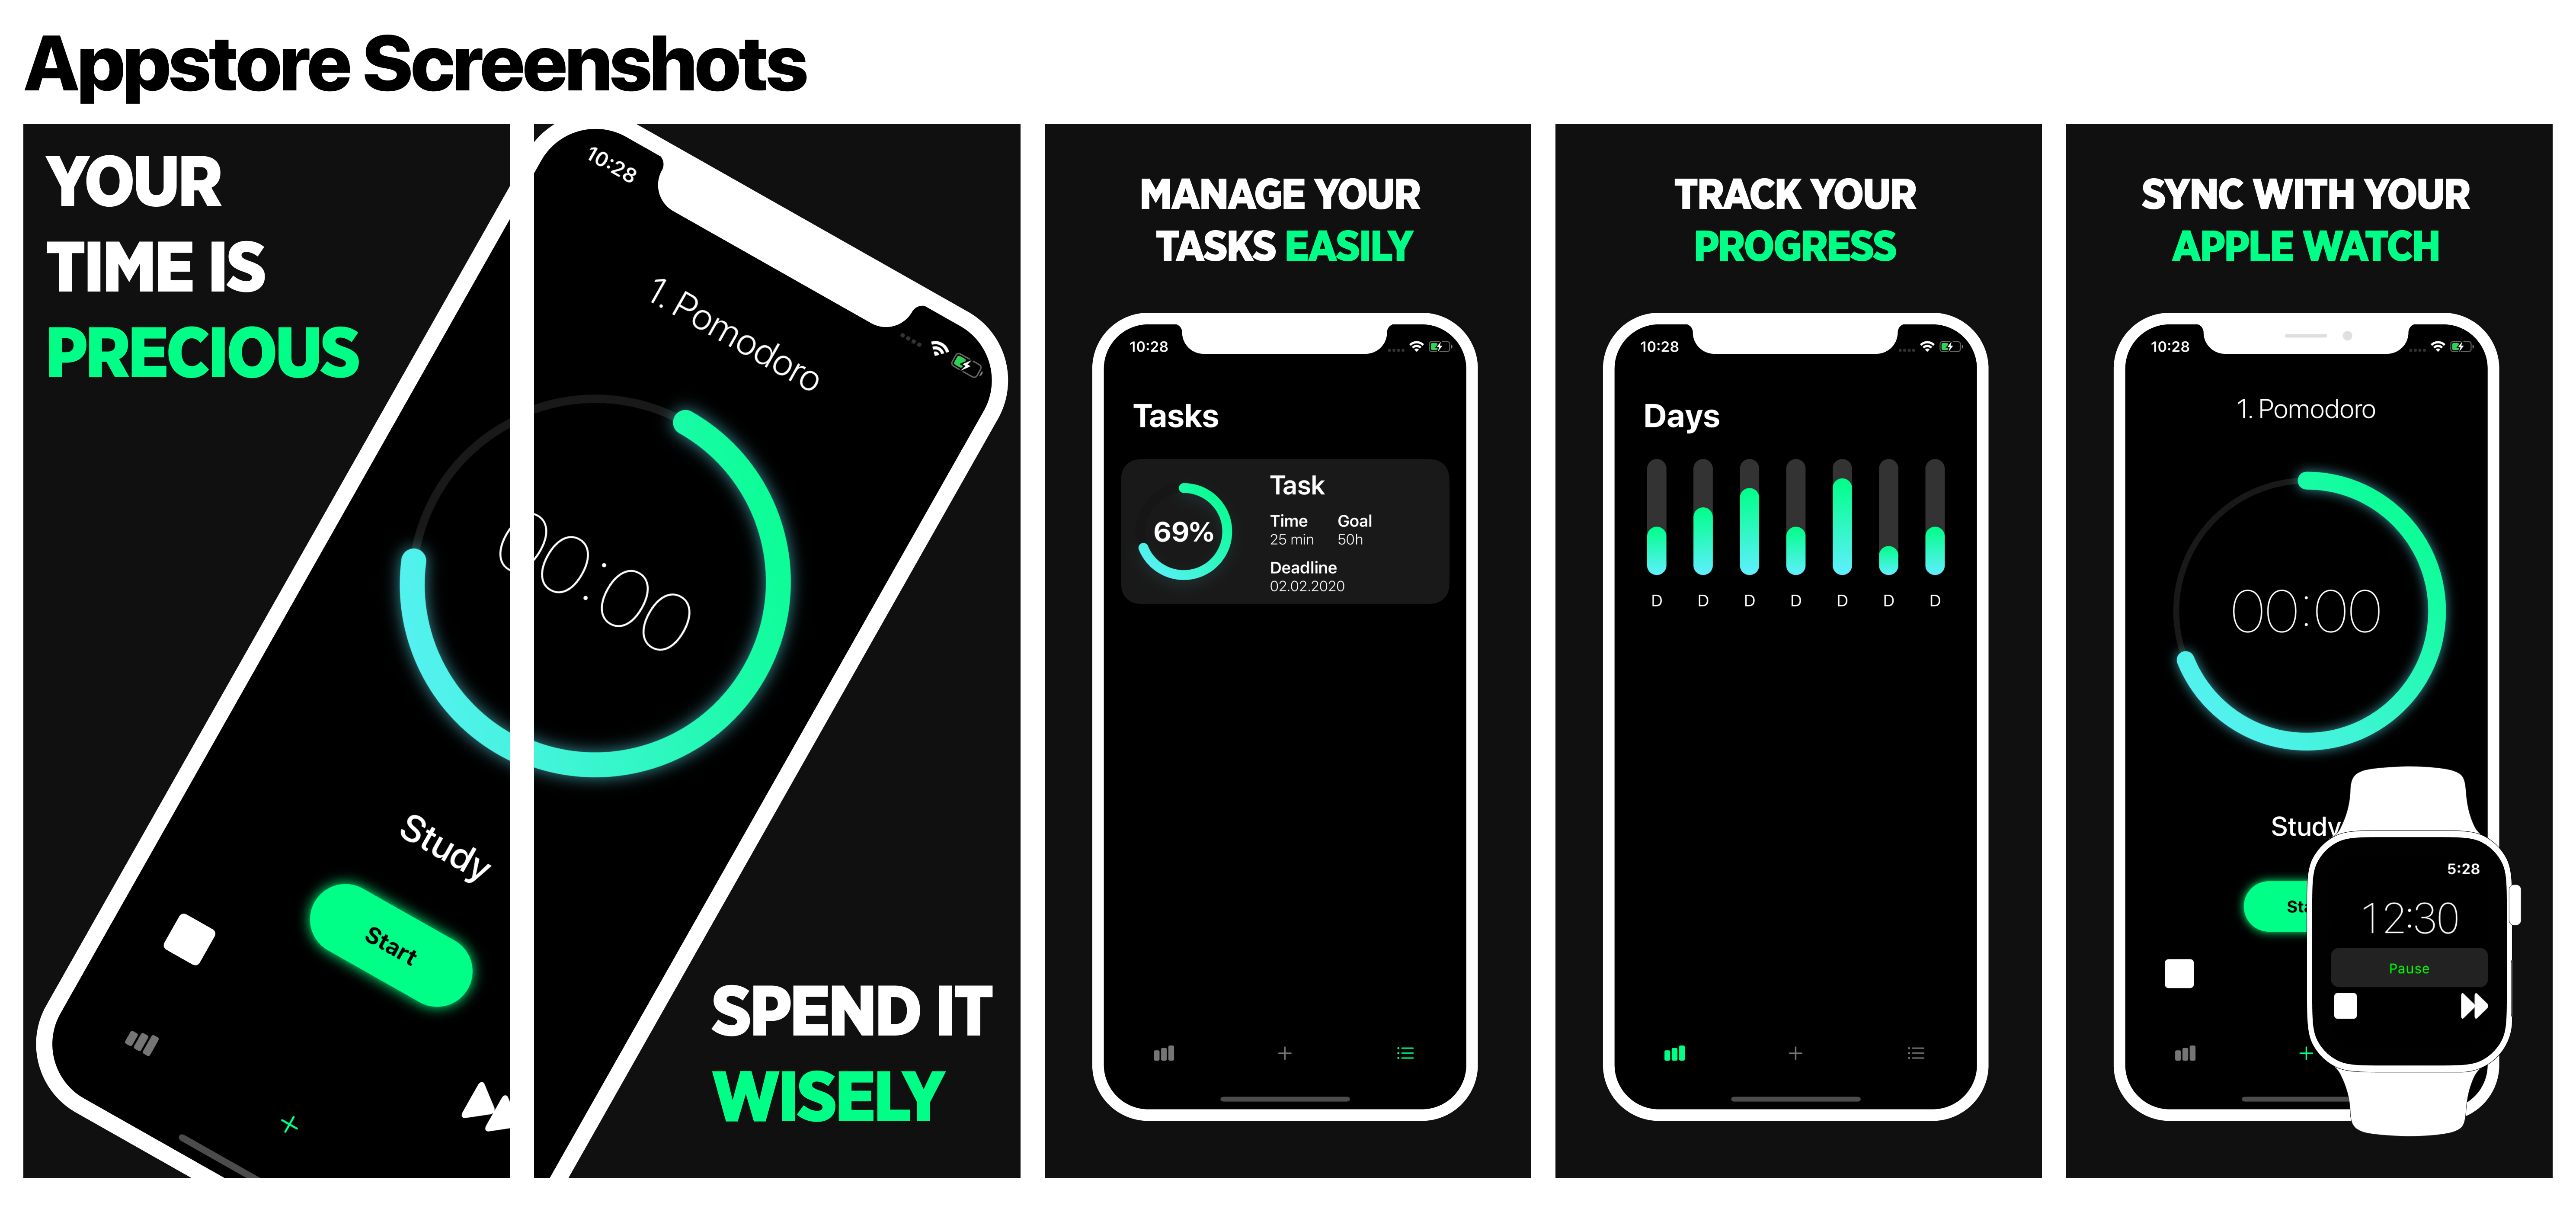 Appstore Screenshots
YOUR
TIME IS
PRECIOUS
10:28
1. Pomodoro
00:00
Study
Start
SPEND IT
WISELY
MANAGE YOUR
TASKS EASILY
10:28
Tasks
69%
Task
Time Goal
25 min 50h
Deadline
02.02.2020
TRACK YOUR
PROGRESS
10:28
Days
D D D D D D D
SYNC WITH YOUR
APPLE WATCH
10:28
1. Pomodoro
00:00
Study
Sta
5:28
12:30
Pause